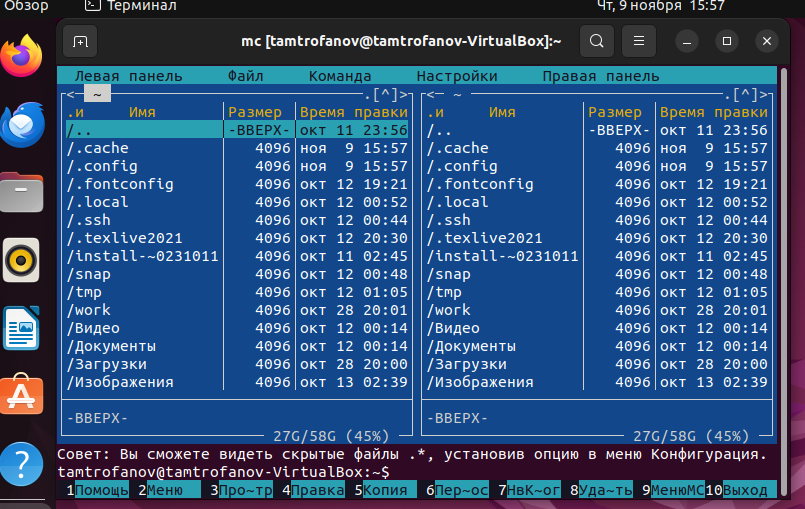 Обзор Терминал Чт, 9 ноября 15:57
mc [tamtrofanov@tamtrofanov-VirtualBox]:~
Левая панель Файл Команда Настройки Правая панель
<─ ~ ─.[^]> <─ ~ ─.[^]>
.и Имя Размер Время правки .и Имя Размер Время правки
/.. -ВВЕРХ- окт 11 23:56 /.. -ВВЕРХ- окт 11 23:56
/.cache 4096 ноя 9 15:57 /.cache 4096 ноя 9 15:57
/.config 4096 ноя 9 15:57 /.config 4096 ноя 9 15:57
/.fontconfig 4096 окт 12 19:21 /.fontconfig 4096 окт 12 19:21
/.local 4096 окт 12 00:52 /.local 4096 окт 12 00:52
/.ssh 4096 окт 12 00:44 /.ssh 4096 окт 12 00:44
/.texlive2021 4096 окт 12 20:30 /.texlive2021 4096 окт 12 20:30
/install-~0231011 4096 окт 11 02:45 /install-~0231011 4096 окт 11 02:45
/snap 4096 окт 12 00:48 /snap 4096 окт 12 00:48
/tmp 4096 окт 12 01:05 /tmp 4096 окт 12 01:05
/work 4096 окт 28 20:01 /work 4096 окт 28 20:01
/Видео 4096 окт 12 00:14 /Видео 4096 окт 12 00:14
/Документы 4096 окт 12 00:14 /Документы 4096 окт 12 00:14
/Загрузки 4096 окт 28 20:00 /Загрузки 4096 окт 28 20:00
/Изображения 4096 окт 13 02:39 /Изображения 4096 окт 13 02:39
-ВВЕРХ- -ВВЕРХ-
27G/58G (45%) 27G/58G (45%)
Совет: Вы сможете видеть скрытые файлы .*, установив опцию в меню Конфигурация.
tamtrofanov@tamtrofanov-VirtualBox:~$
1Помощь 2Меню 3Про~тр 4Правка 5Копия 6Пер~ос 7НвК~ог 8Уда~ть 9МенюMC 10Выход